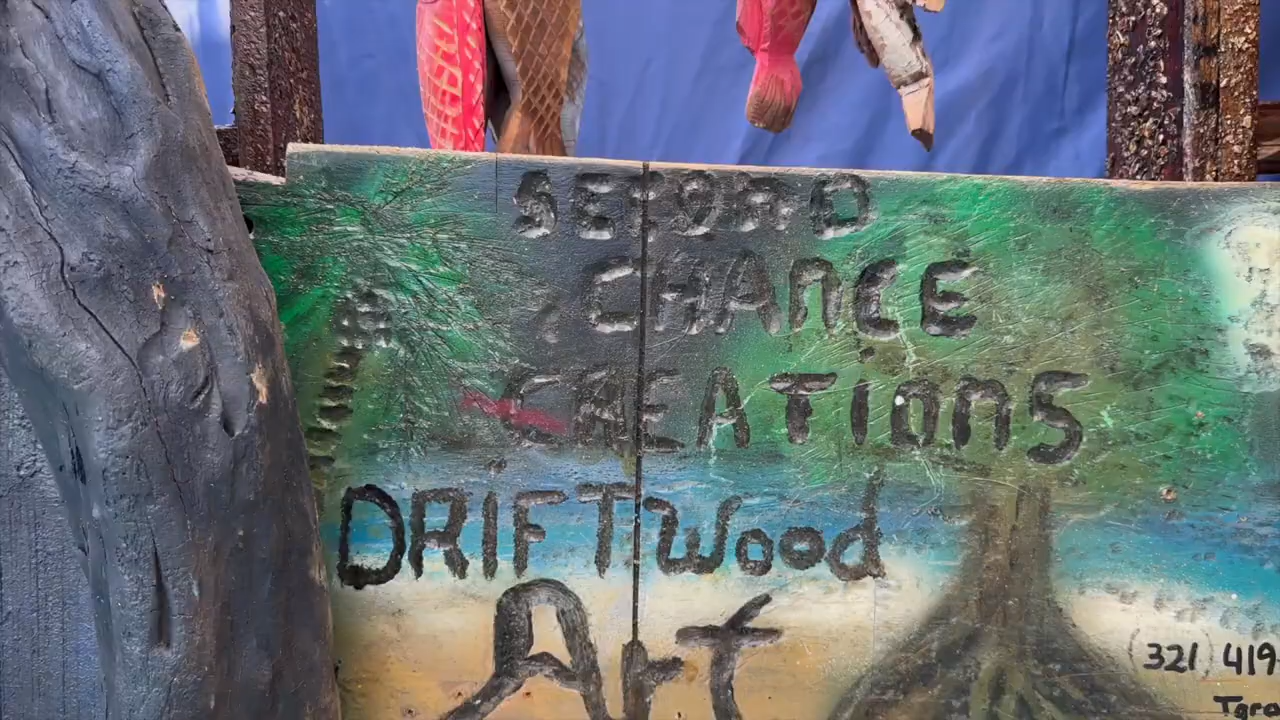 SECOND
CHANCE
CREATIONS
DRIFTWood
Art
(321) 419-